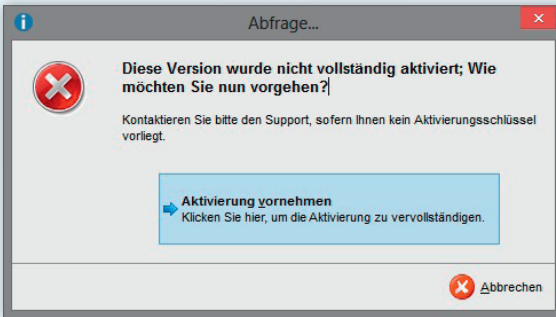 Abfrage...
Diese Version wurde nicht vollständig aktiviert; Wie
möchten Sie nun vorgehen?
Kontaktieren Sie bitte den Support, sofern Ihnen kein Aktivierungsschlüssel
vorliegt.
Aktivierung vornehmen
Klicken Sie hier, um die Aktivierung zu vervollständigen.
Abbrechen